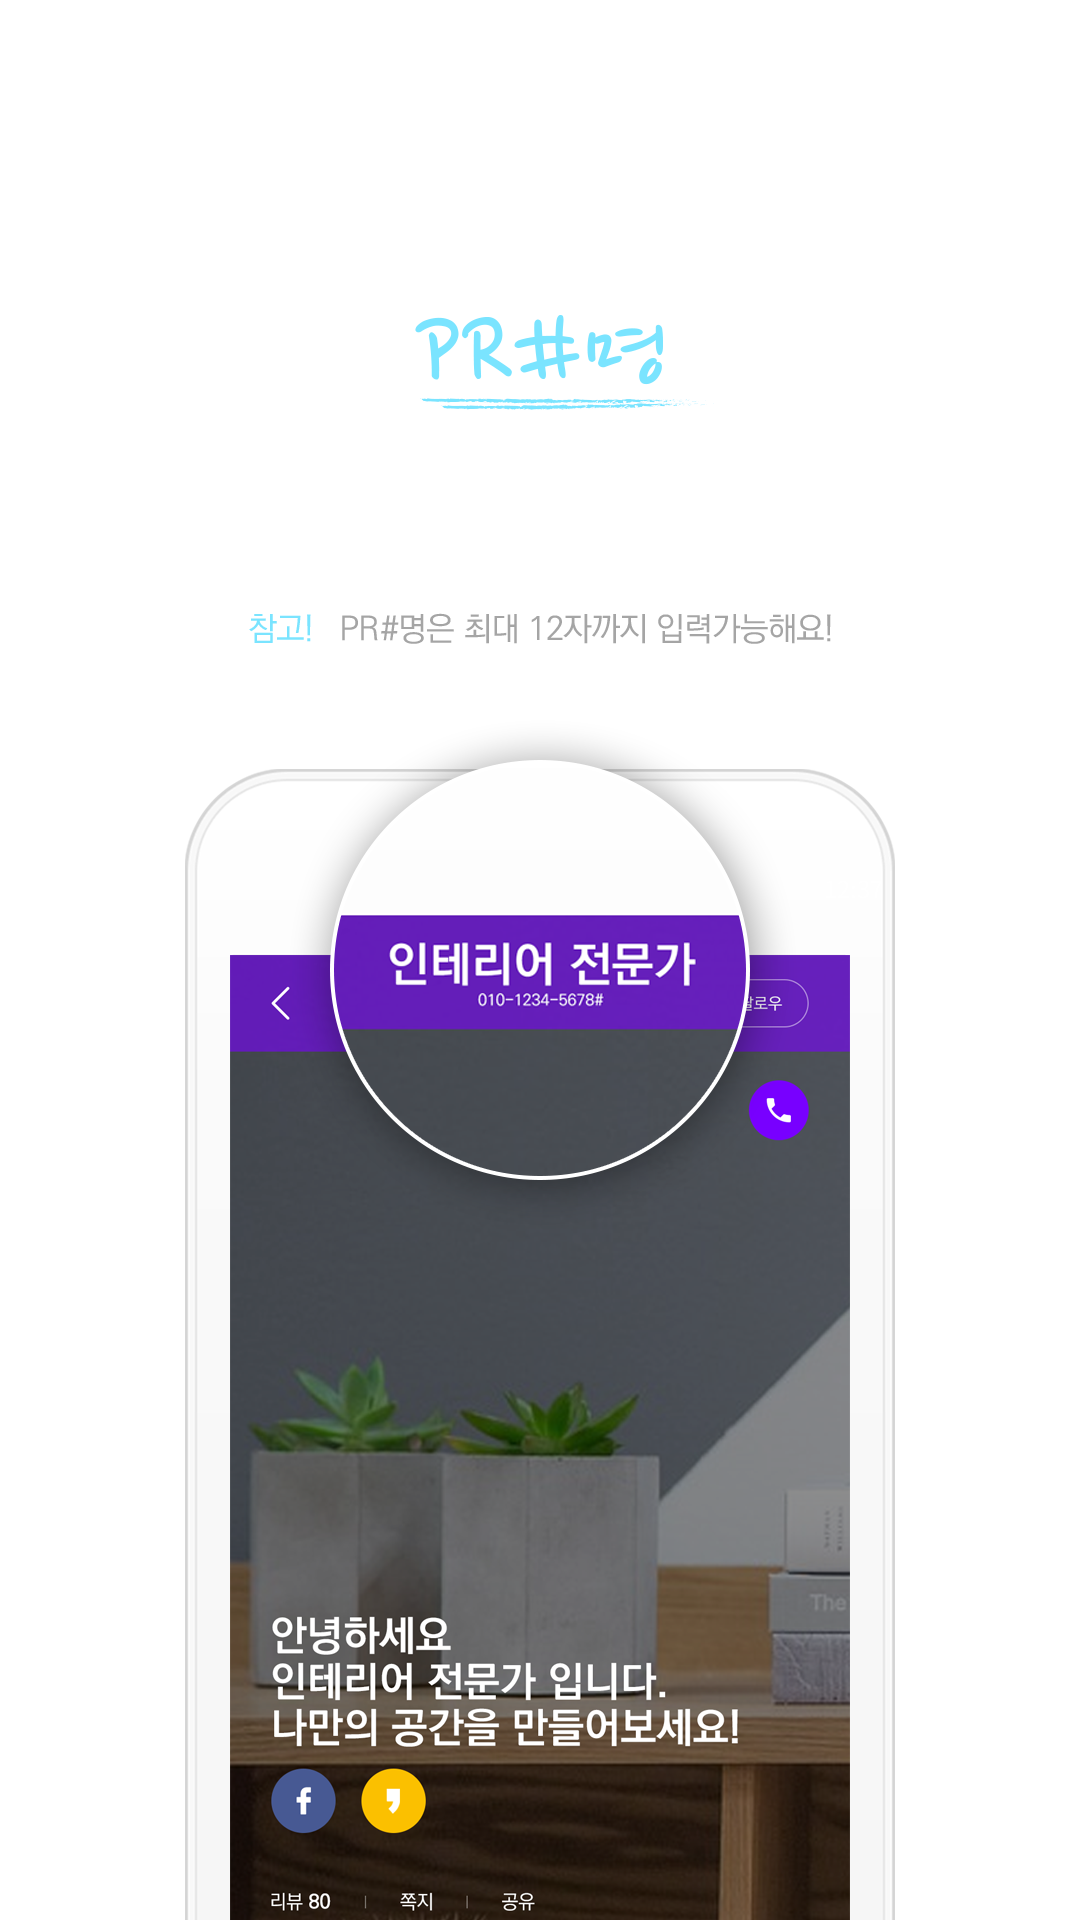 PR#명
참고! PR#명은 최대 12자까지 입력가능해요!
인테리어 전문가
010-1234-5678#
로우
The
안녕하세요
인테리어 전문가 입니다.
나만의 공간을 만들어보세요!
리뷰 80 쪽지 공유